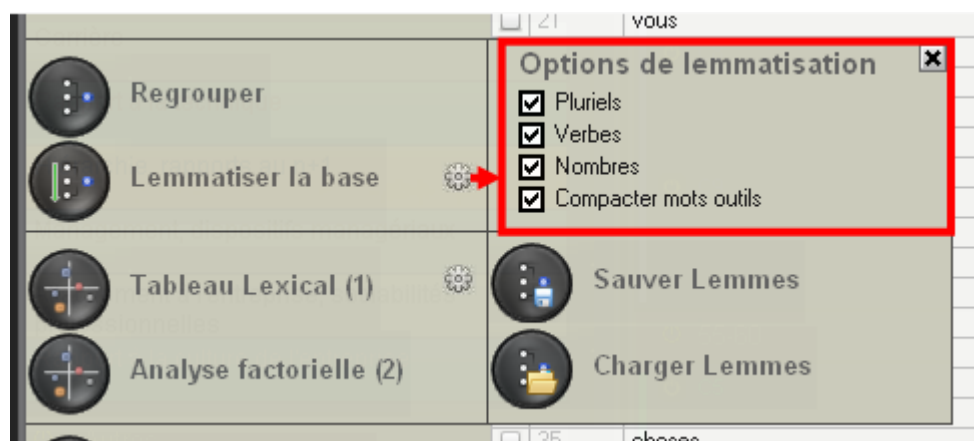 21 vous
Options de lemmatisation
Regrouper
Pluriels
Verbes
Lemmatiser la base
Nombres
Compacter mots outils
Tableau Lexical (1)
Sauver Lemmes
Analyse factorielle (2)
Charger Lemmes
35 choses